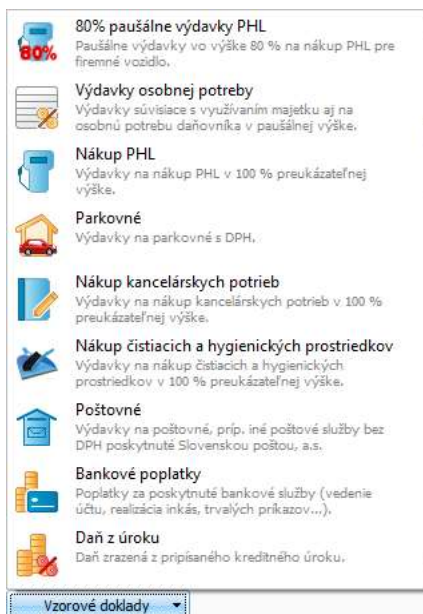 80% paušálne výdavky PHL
Paušálne výdavky vo výške 80 % na nákup PHL pre
firemné vozidlo.
80%
Výdavky osobnej potreby
Výdavky súvisiace s využívaním majetku aj na
osobnú potrebu daňovníka v paušálnej výške.
Nákup PHL
Výdavky na nákup PHL v 100 % preukázateľnej
výške.
Parkovné
Výdavky na parkovné s DPH.
Nákup kancelárskych potrieb
Výdavky na nákup kancelárskych potrieb v 100 %
preukázateľnej výške.
Nákup čistiacich a hygienických prostriedkov
Výdavky na nákup čistiacich a hygienických
prostriedkov v 100 % preukázateľnej výške.
Poštovné
Výdavky na poštovné, príp. iné poštové služby bez
DPH poskytnuté Slovenskou poštou, a.s.
Bankové poplatky
Poplatky za poskytnuté bankové služby (vedenie
účtu, realizácia inkás, trvalých príkazov...).
Daň z úroku
Daň zrazená z pripísaného kreditného úroku.
Vzorové doklady